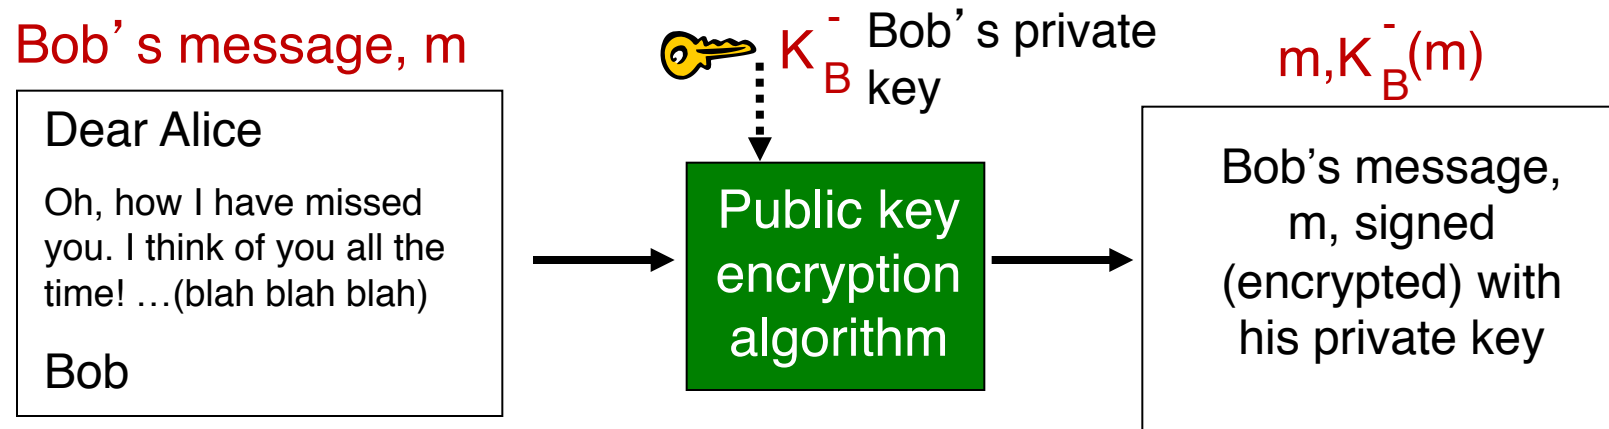 Bob’s message, m
Dear Alice
Oh, how I have missed
you. I think of you all the
time! …(blah blah blah)
Bob
K B - Bob’s private
key
Public key
encryption
algorithm
m,K B - (m)
Bob's message,
m, signed
(encrypted) with
his private key